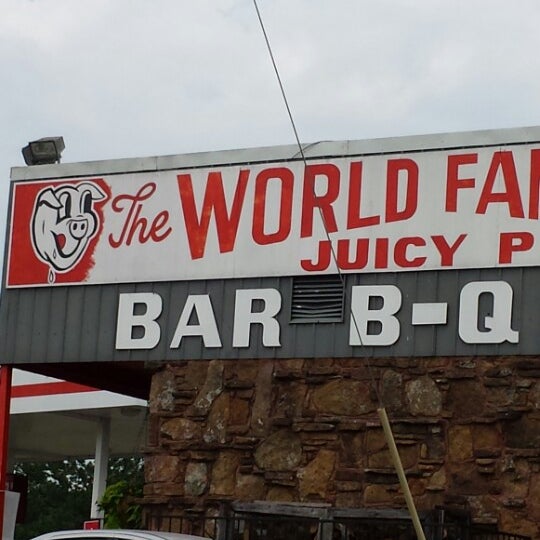 The WORLD FA
JUICY P
BAR B-Q